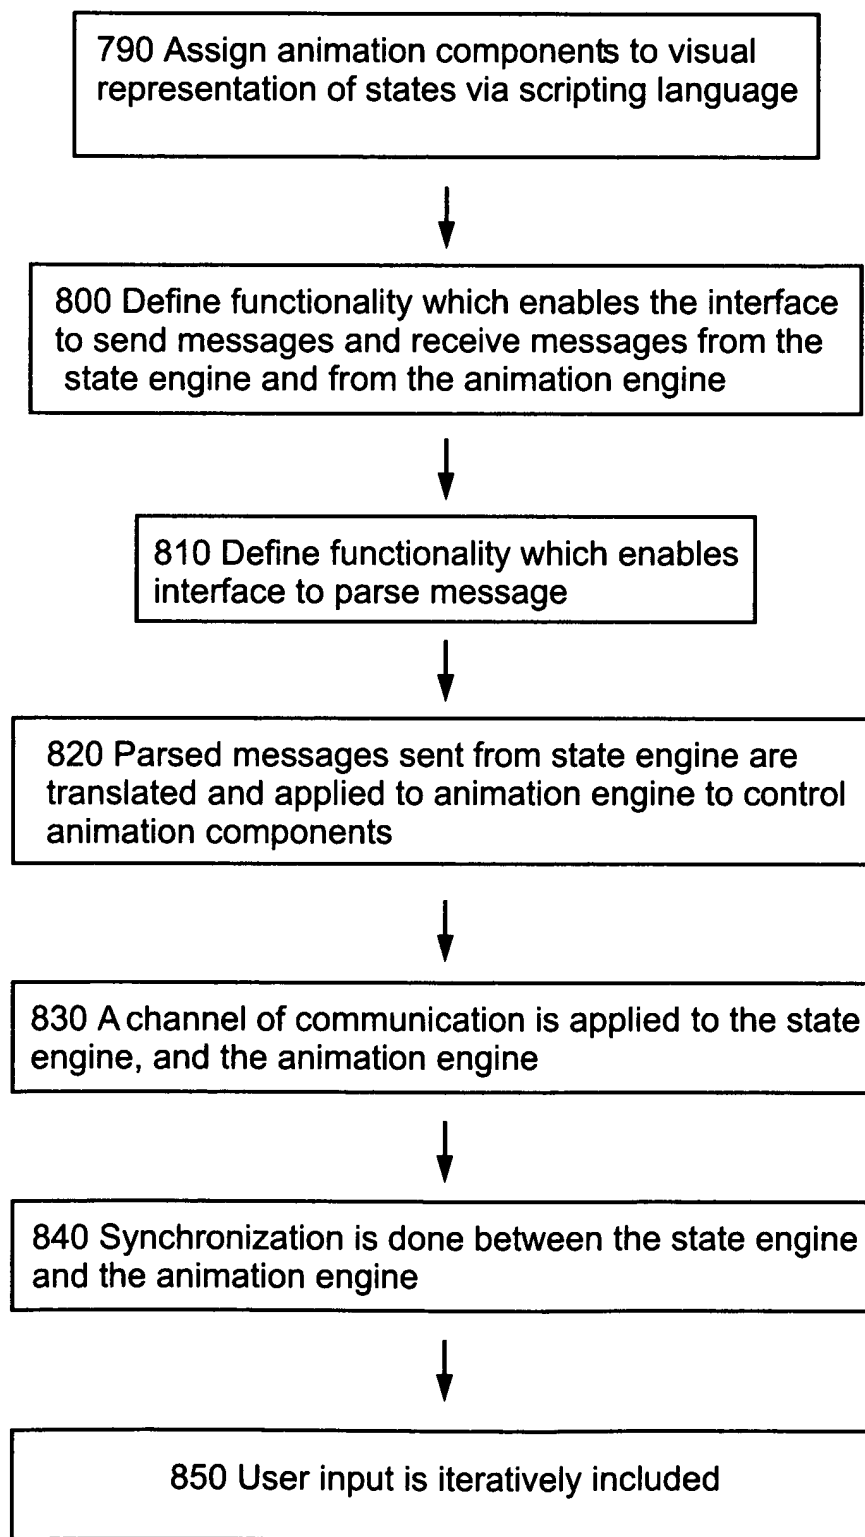 790 Assign animation components to visual
representation of states via scripting language
800 Define functionality which enables the interface
to send messages and receive messages from the
state engine and from the animation engine
810 Define functionality which enables
interface to parse message
820 Parsed messages sent from state engine are
translated and applied to animation engine to control
animation components
830 A channel of communication is applied to the state
engine, and the animation engine
840 Synchronization is done between the state engine
and the animation engine
850 User input is iteratively included